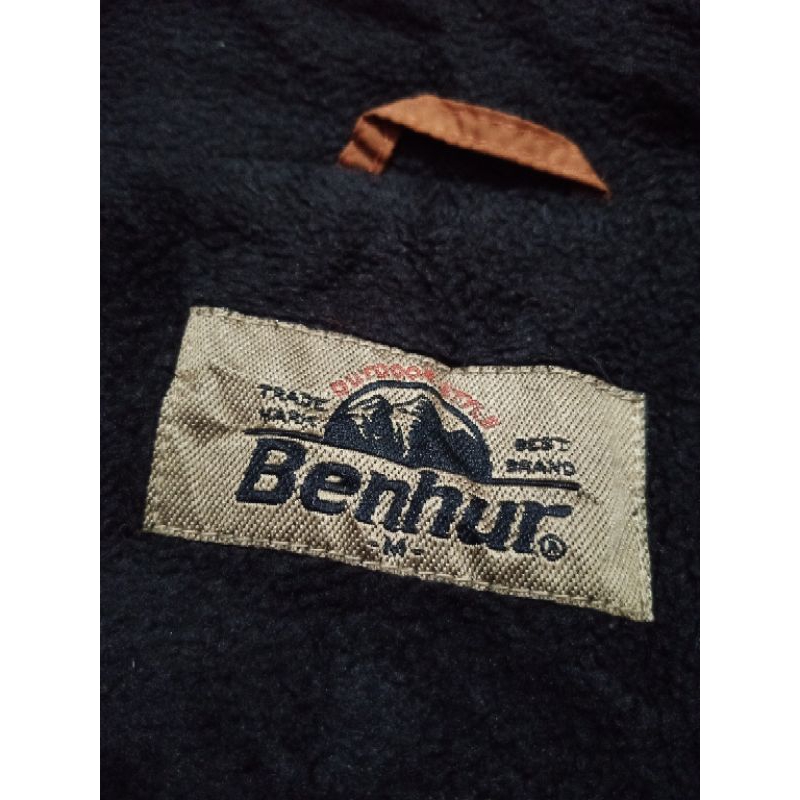 OUTDOOR STYLE
TRADE
MARK
BEST
BRAND
Benhur®
-M-